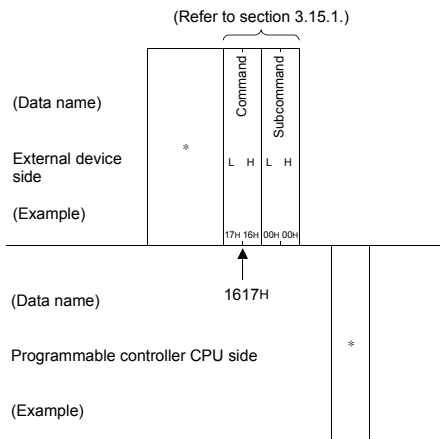 (Refer to section 3.15.1.)
(Data name)
Command
Subcommand
*
External device
side
L H L H
(Example)
17H 16H 00H 00H
1617H
(Data name)
Programmable controller CPU side
*
(Example)